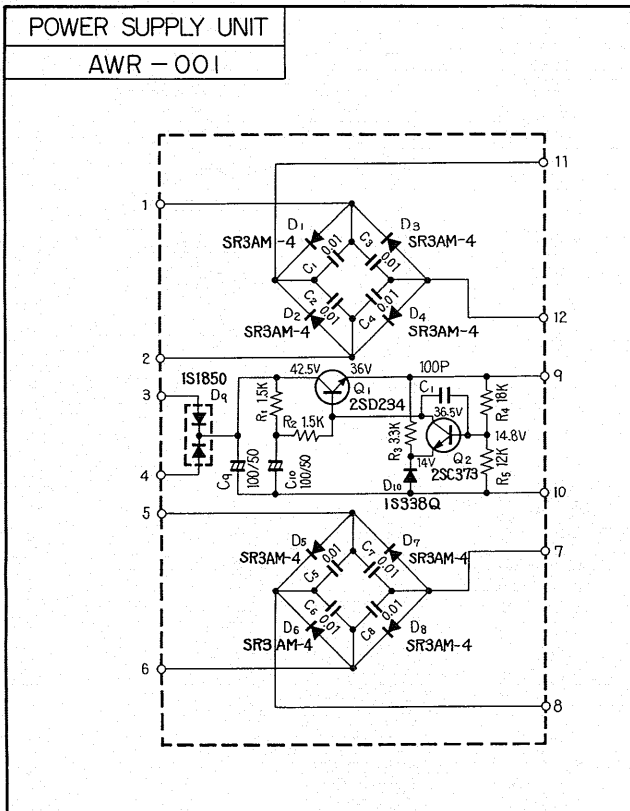 POWER SUPPLY UNIT
AWR-001
11
1
D1
SR3AM-4
D3
SR3AM-4
C1 0.01
C3 0.01
C2 0.01
C4 0.01
D2
SR3AM-4
D4
SR3AM-4
12
2
3
1S1850
D9
4
42.5V
36V
Q1
2SD234
R1 1.5K
R2 1.5K
C9 100/50
C10 100/50
100P
C1
36.5V
R4 18K
9
R3 3.3K
14.8V
Q2
2SC373
R5 12K
14V
D10
1S338Q
10
5
D5
SR3AM-4
D7
SR3AM-4
C5 0.01
C7 0.01
C6 0.01
C8 0.01
D6
SR3AM-4
D8
SR3AM-4
7
6
8